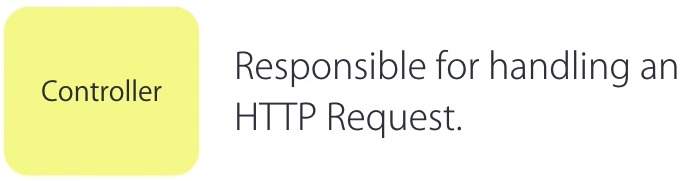 Controller
Responsible for handling an
HTTP Request.